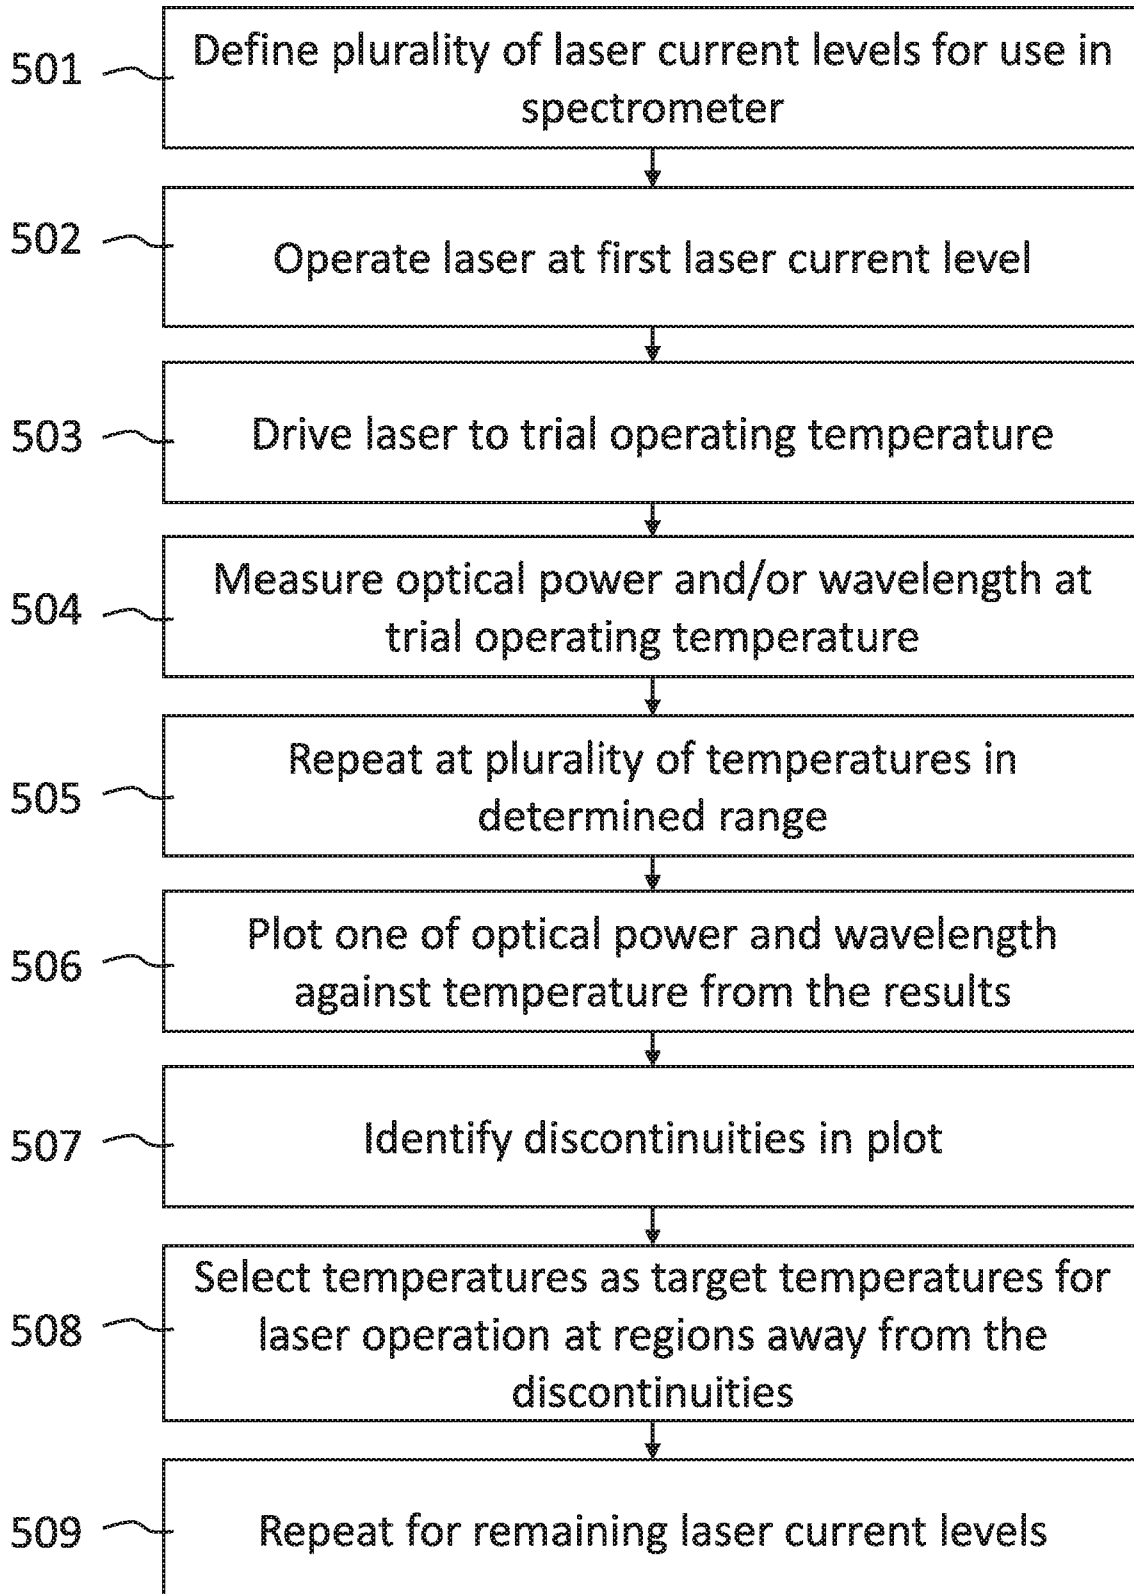 501
Define plurality of laser current levels for use in
spectrometer
502
Operate laser at first laser current level
503
Drive laser to trial operating temperature
504
Measure optical power and/or wavelength at
trial operating temperature
505
Repeat at plurality of temperatures in
determined range
506
Plot one of optical power and wavelength
against temperature from the results
507
Identify discontinuities in plot
508
Select temperatures as target temperatures for
laser operation at regions away from the
discontinuities
509
Repeat for remaining laser current levels